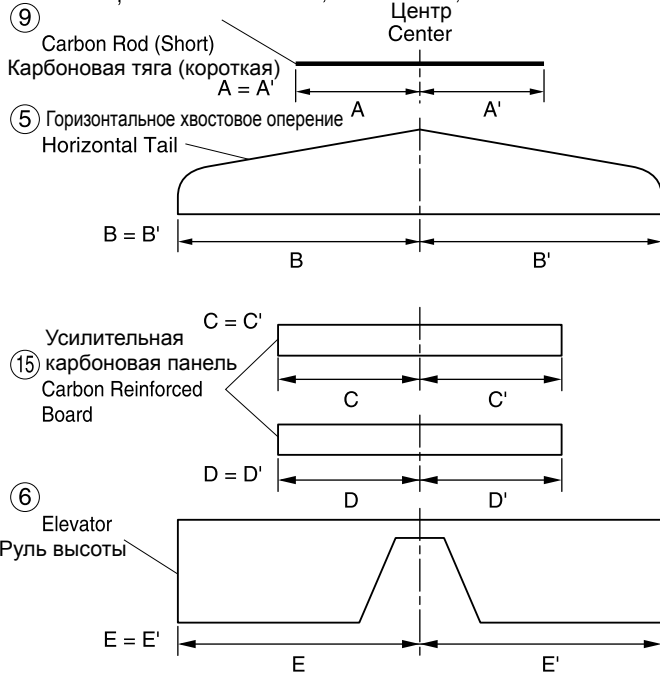 Центр
Center
9
Carbon Rod (Short)
Карбоновая тяга (короткая)
A = A'
A
A'
5 Горизонтальное хвостовое оперение
Horizontal Tail
B = B'
B
B'
C = C'
15
Усилительная
карбоновая панель
Carbon Reinforced
Board
C
C'
D = D'
D
D'
6
Elevator
Руль высоты
E = E'
E
E'